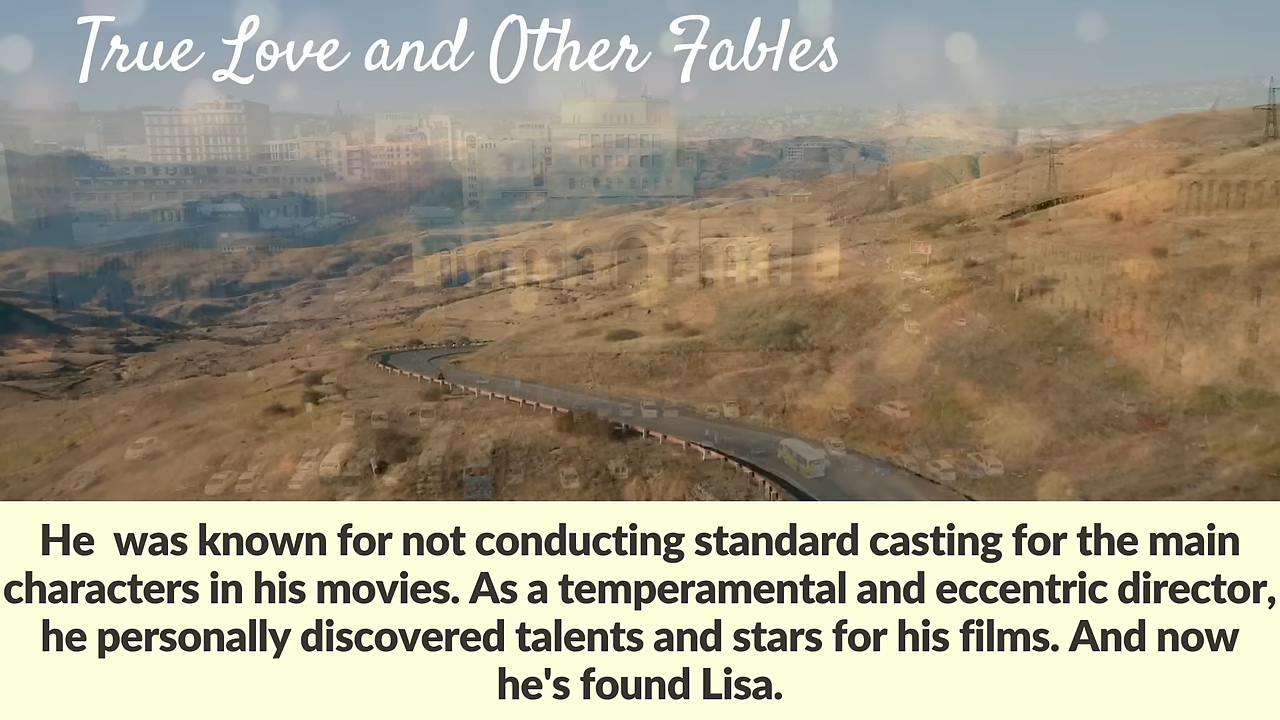 True Love and Other Fables
He  was known for not conducting standard casting for the main
characters in his movies. As a temperamental and eccentric director,
he personally discovered talents and stars for his films. And now
he's found Lisa.